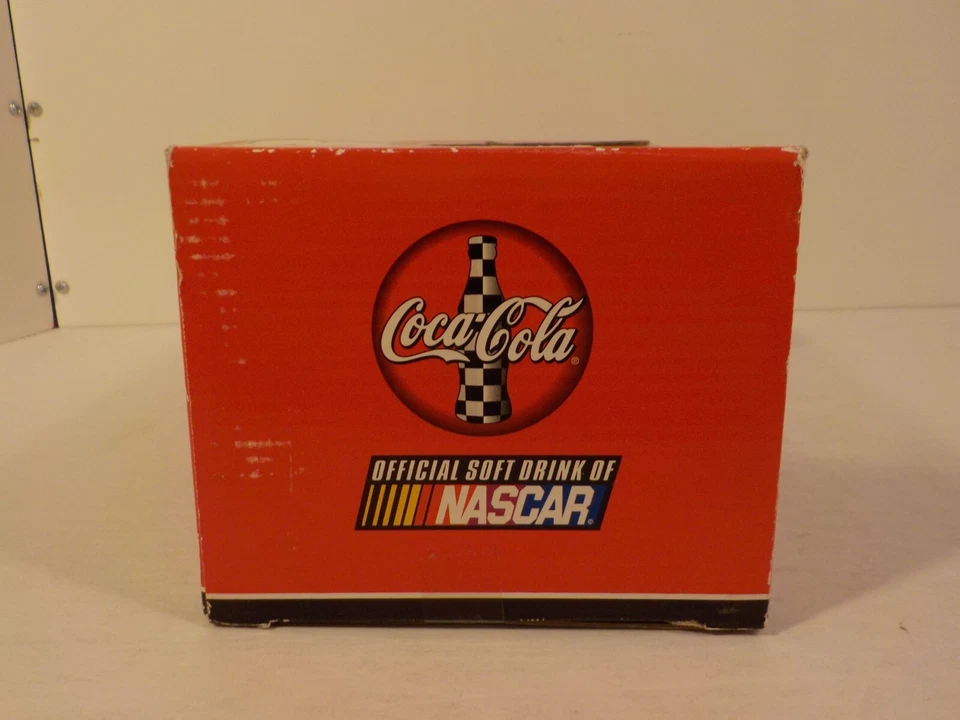 Coca-Cola®
OFFICIAL SOFT DRINK OF
NASCAR®